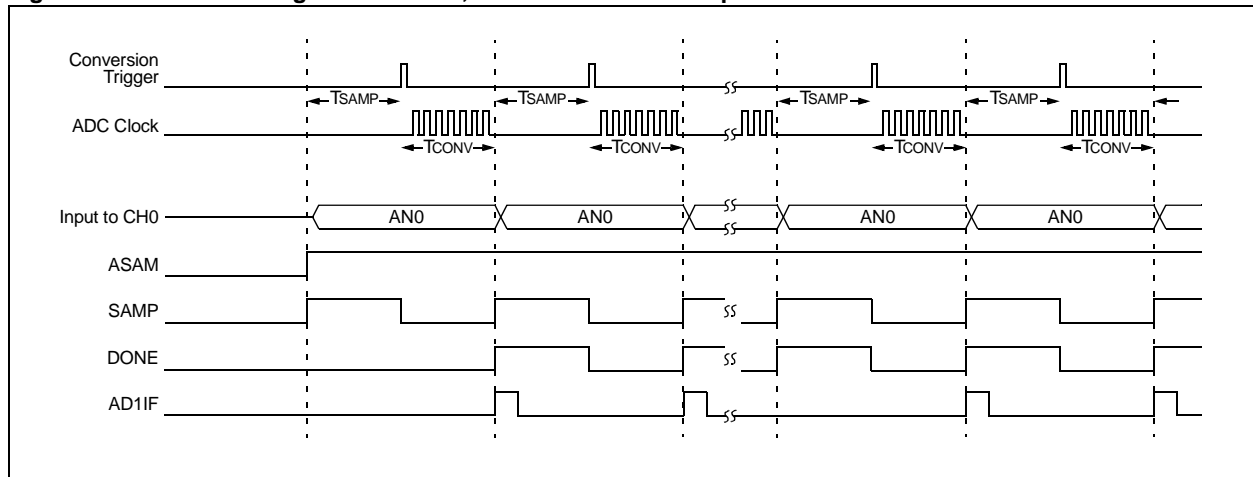 Conversion
Trigger
TSAMP TSAMP TSAMP TSAMP
ADC Clock
TCONV TCONV TCONV TCONV
Input to CH0 AN0 AN0 AN0 AN0
ASAM
SAMP
DONE
AD1IF